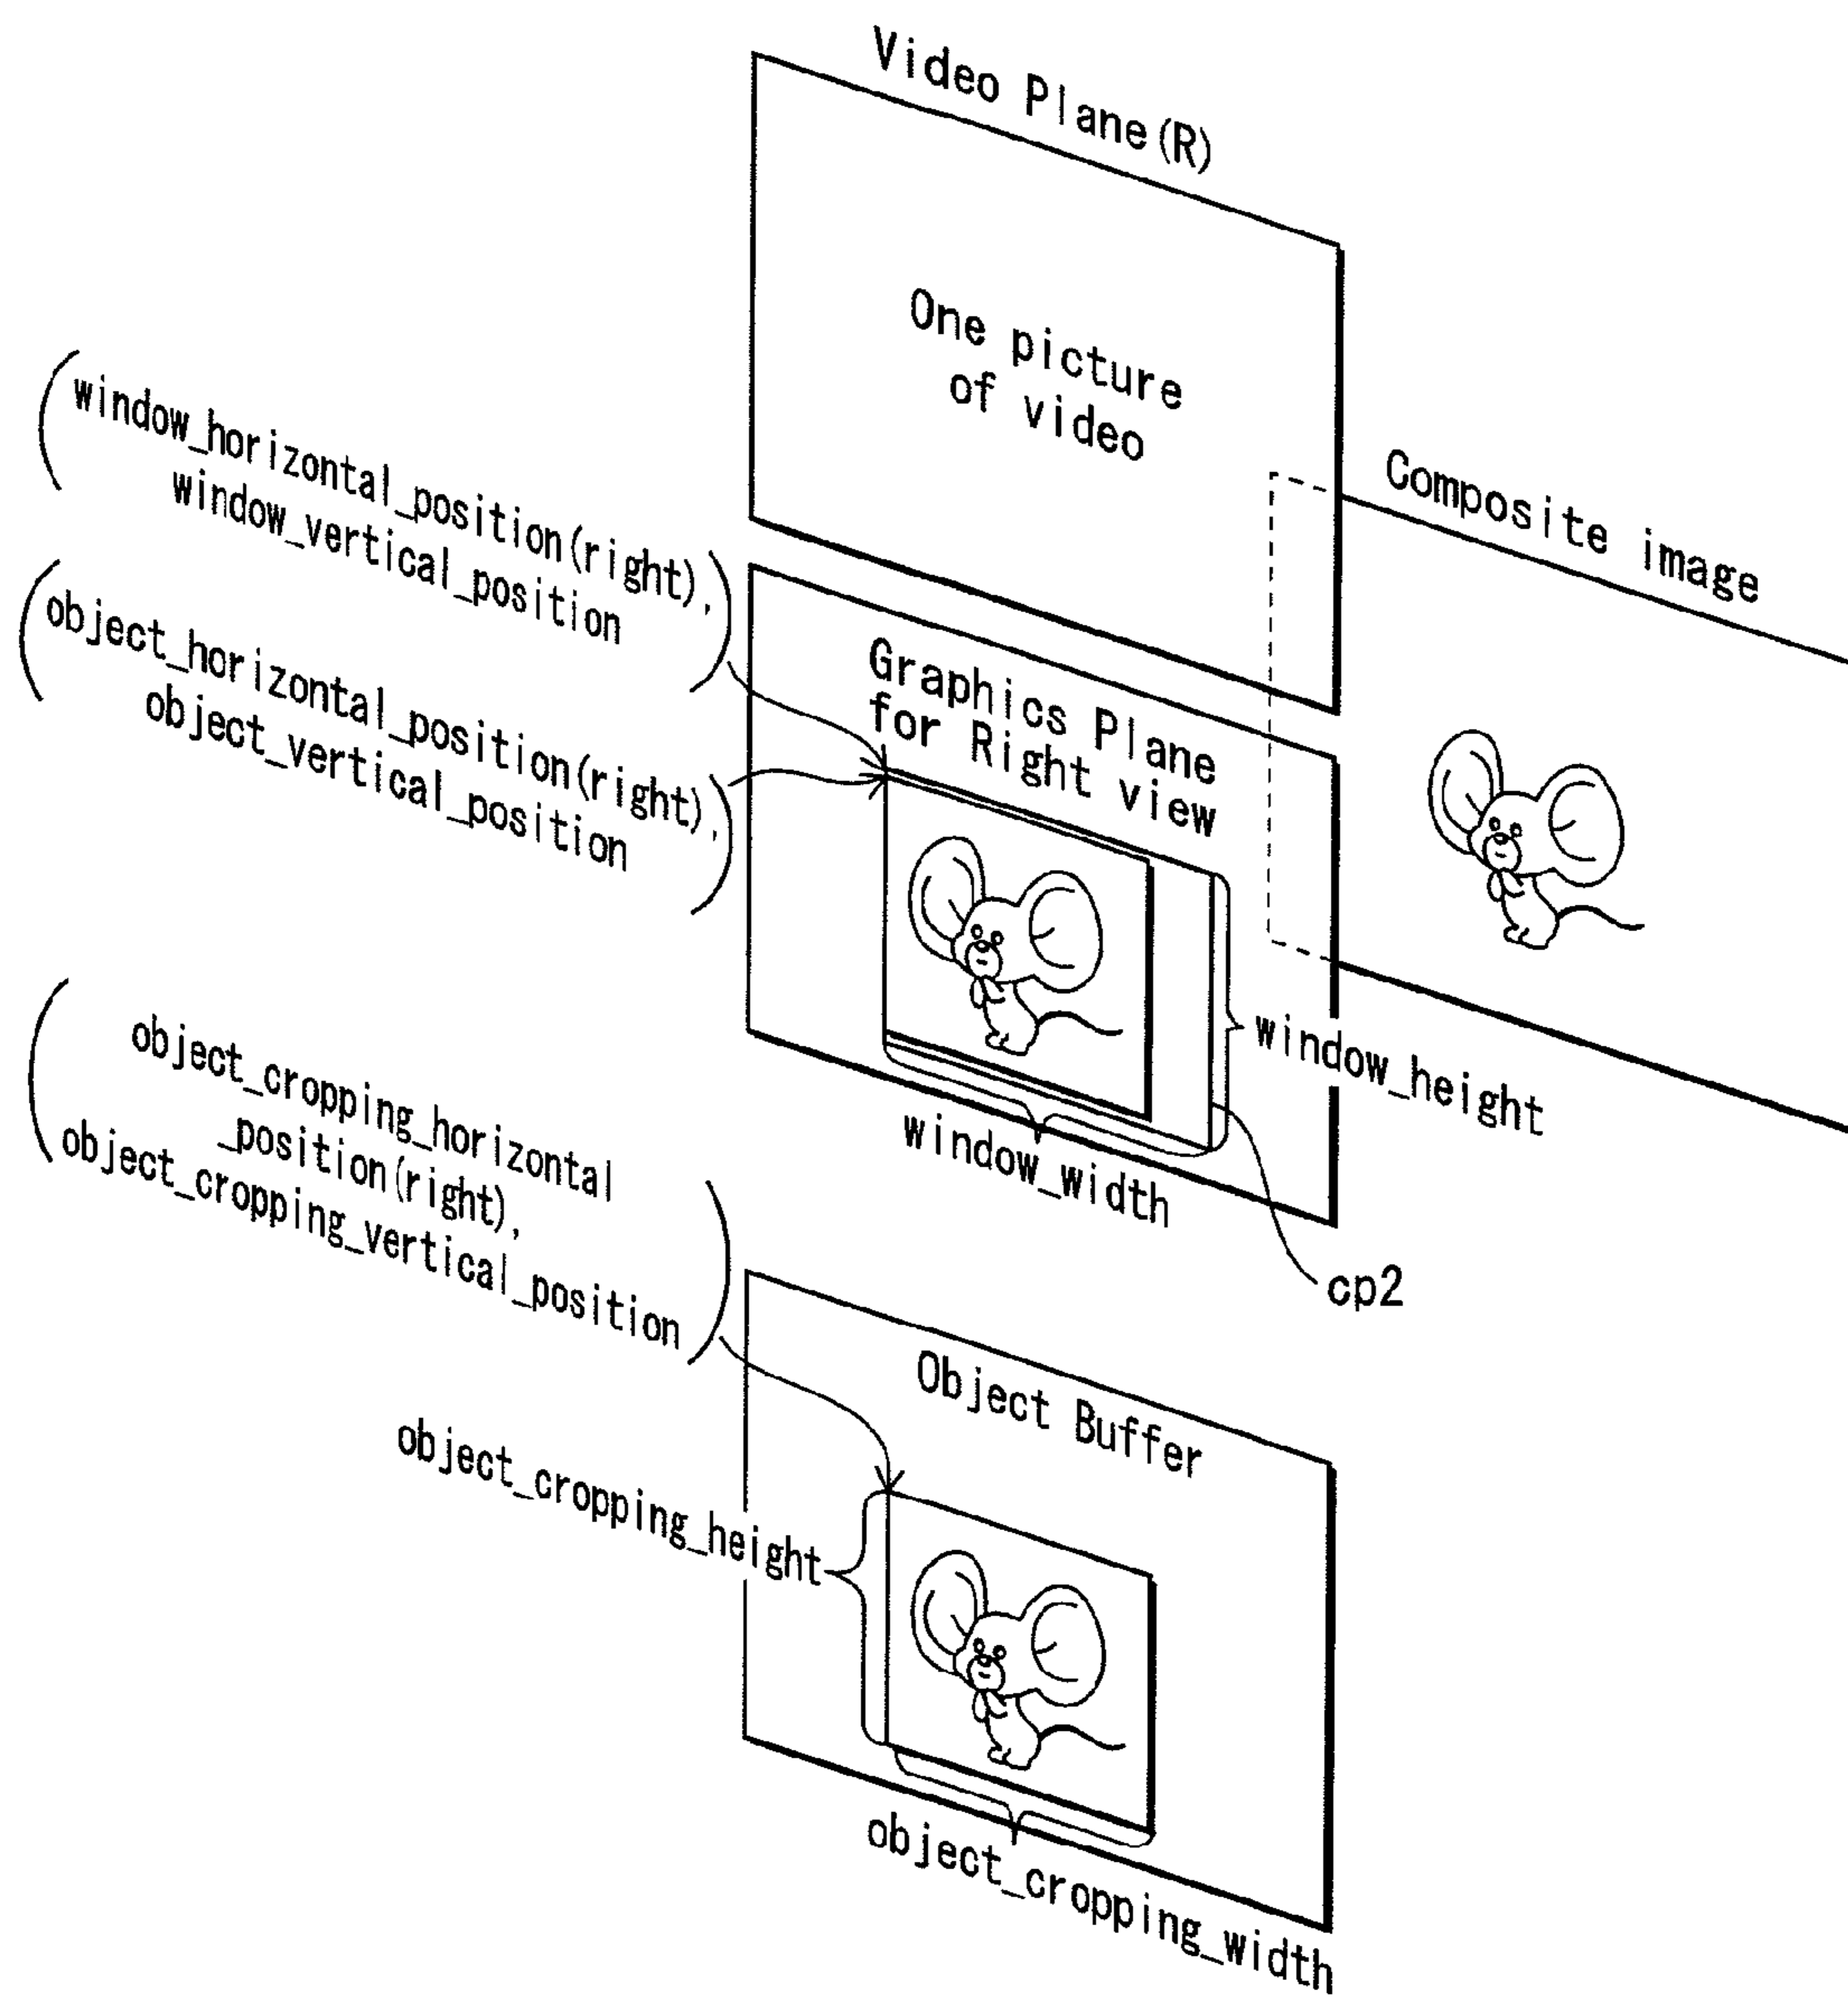 Video Plane(R)
One picture
of video
Composite image
(window_horizontal_position(right),
window_vertical_position)
(object_horizontal_position(right),
object_vertical_position)
Graphics Plane
for Right view
window_height
window_width
cp2
(object_cropping_horizontal
_position(right),
object_cropping_vertical_position)
Object Buffer
object_cropping_height
object_cropping_width